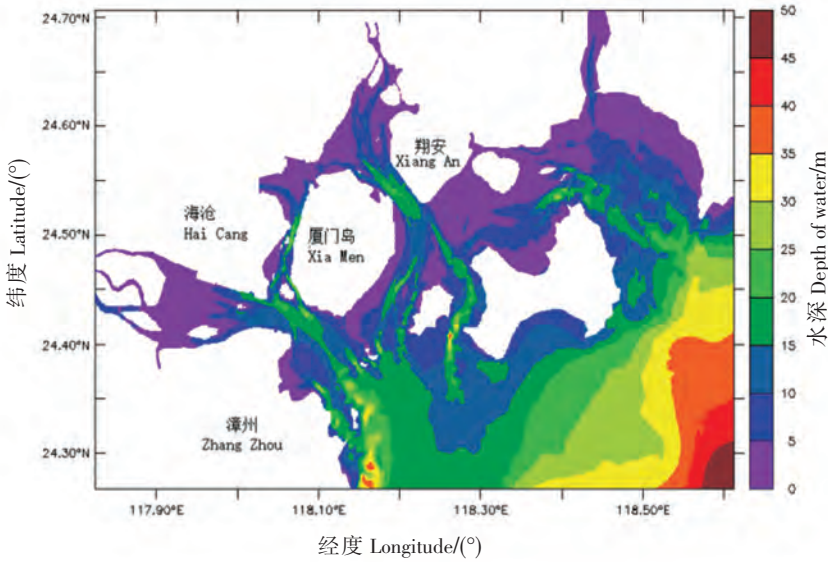 24.70°N
24.60°N
24.50°N
24.40°N
24.30°N
纬度 Latitude/(°)
翔安
Xiang An
海沧
Hai Cang
厦门岛
Xia Men
漳州
Zhang Zhou
117.90°E
118.10°E
118.30°E
118.50°E
经度 Longitude/(°)
50
45
40
35
30
25
20
15
10
5
0
水深 Depth of water/m